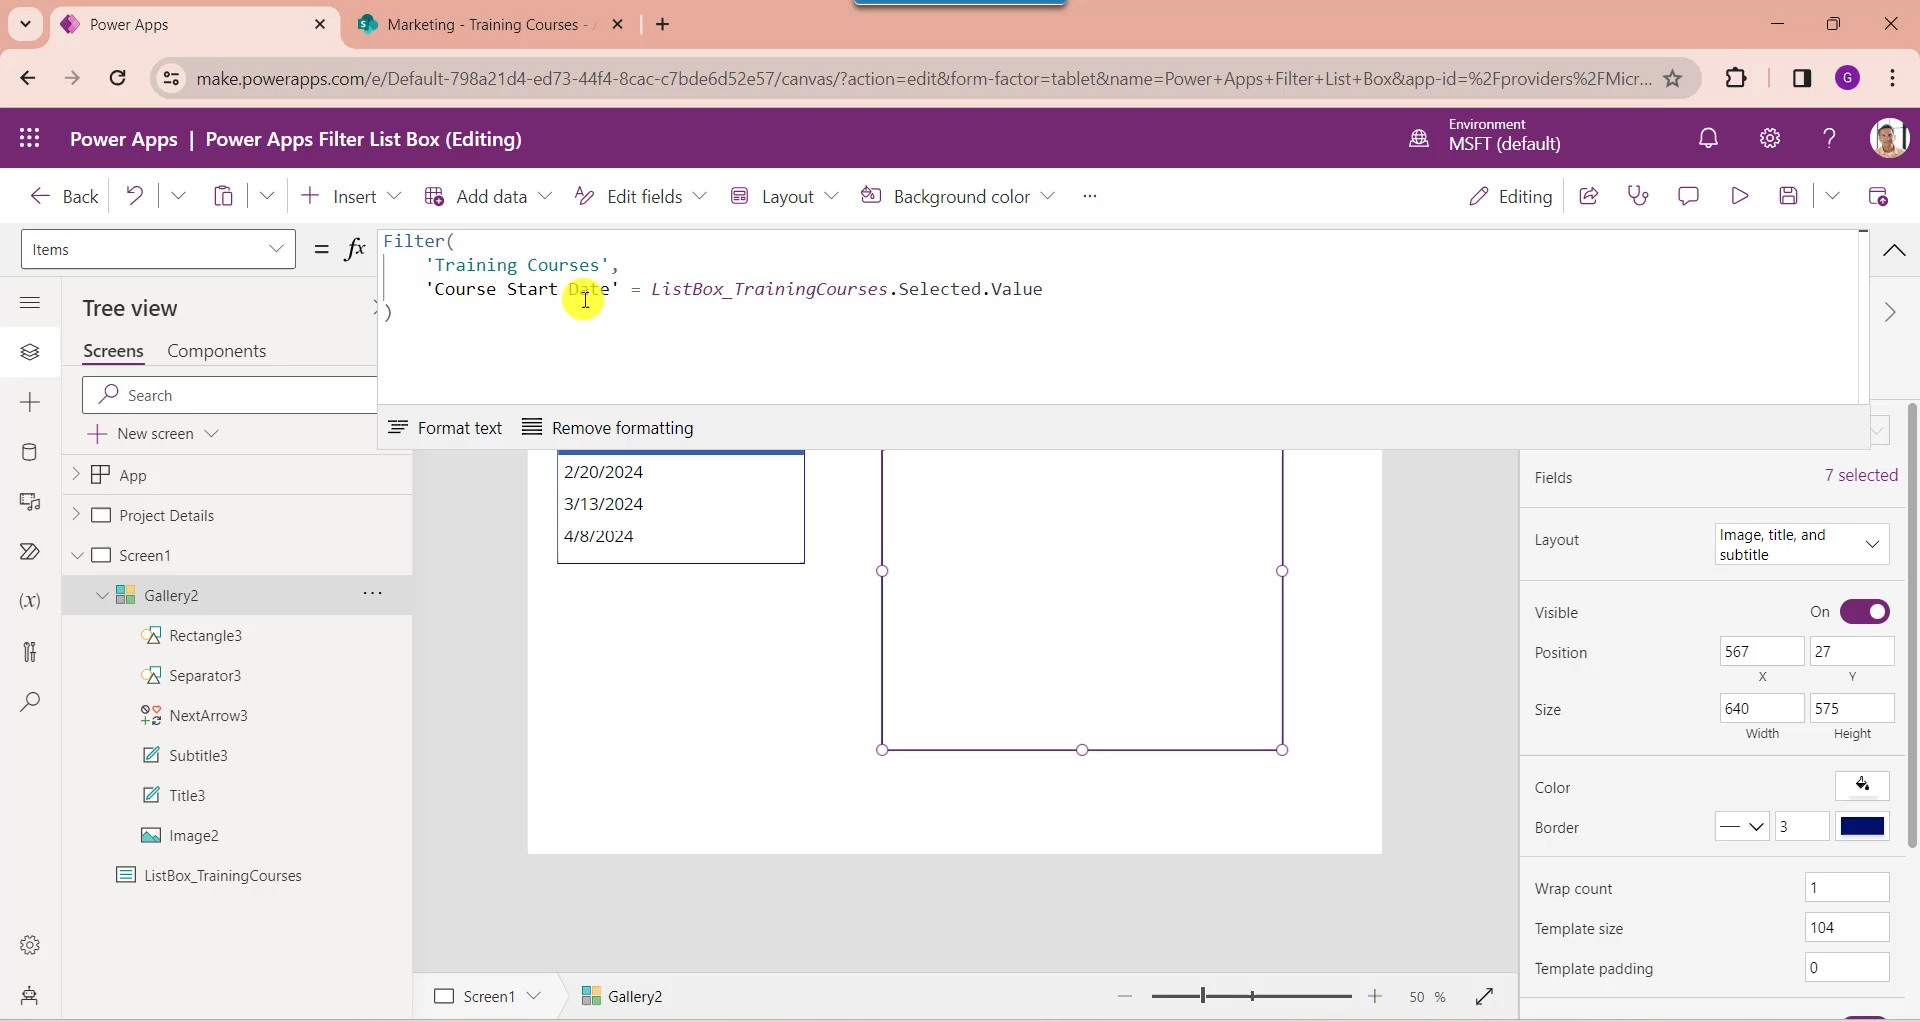 Power Apps
Marketing - Training Courses -
make.powerapps.com/e/Default-798a21d4-ed73-44f4-8cac-c7bde6d52e57/canvas/?action=edit&form-factor=tablet&name=Power+Apps+Filter+List+Box&app-id=%2Fproviders%2FMicr...
G
Power Apps | Power Apps Filter List Box (Editing)
Environment
MSFT (default)
Back
Insert
Add data
Edit fields
Layout
Background color
...
Editing
Items
= fx
Filter(
'Training Courses',
'Course Start Date' = ListBox_TrainingCourses.Selected.Value
)
Format text
Remove formatting
Tree view
Screens
Components
Search
New screen
App
Project Details
Screen1
Gallery2
...
Rectangle3
Separator3
NextArrow3
Subtitle3
Title3
Image2
ListBox_TrainingCourses
2/20/2024
3/13/2024
4/8/2024
Fields
7 selected
Layout
Image, title, and
subtitle
Visible
On
Position
567
27
X
Y
Size
640
575
Width
Height
Color
Border
3
Wrap count
1
Template size
104
Template padding
0
Screen1
Gallery2
50 %